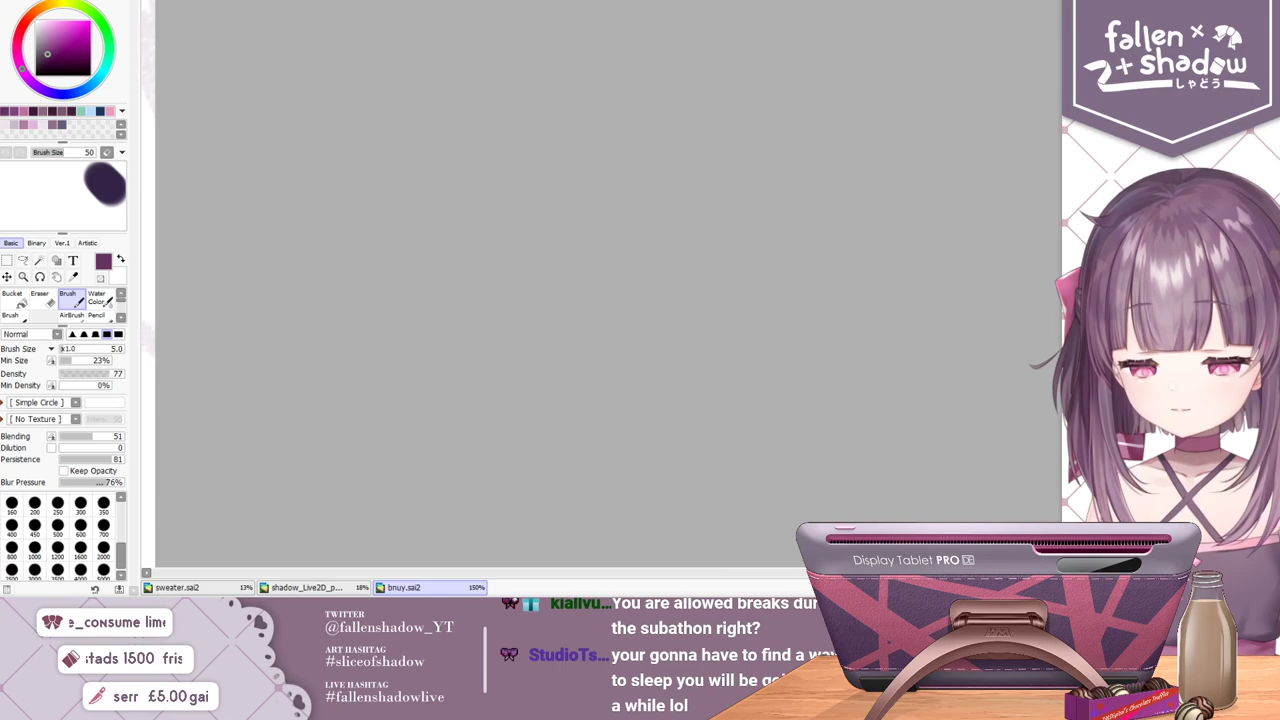 fallen ×
+ shadow
しゃどう
Brush Size 50
Basic Binary Ver.1 Artistic
T
Bucket Eraser Brush Water Color
Brush AirBrush Pencil
Normal
Brush Size x1.0 5.0
Min Size 23%
Density 77
Min Density 0%
[ Simple Circle ]
[ No Texture ]
Blending 51
Dilution 0
Persistence 81
Keep Opacity
Blur Pressure ... 76%
160 200 250 300 350
400 450 500 600 700
800 1000 1200 1600 2000
2500 3000 3500 4000 5000
sweater.sai2 13% shadow_Live2D_p... 18% bnuy.sai2 150%
Display Tablet PRO
e_consume lime
stads 1500 fris
serr £5.00 gai
TWITTER
@fallenshadow_YT
ART HASHTAG
#sliceofshadow
LIVE HASHTAG
#fallenshadowlive
kiallvu... You are allowed breaks dur
the subathon right?
StudioTs... your gonna have to find a way
to sleep you will be go
a while lol
Chocolate Truffles